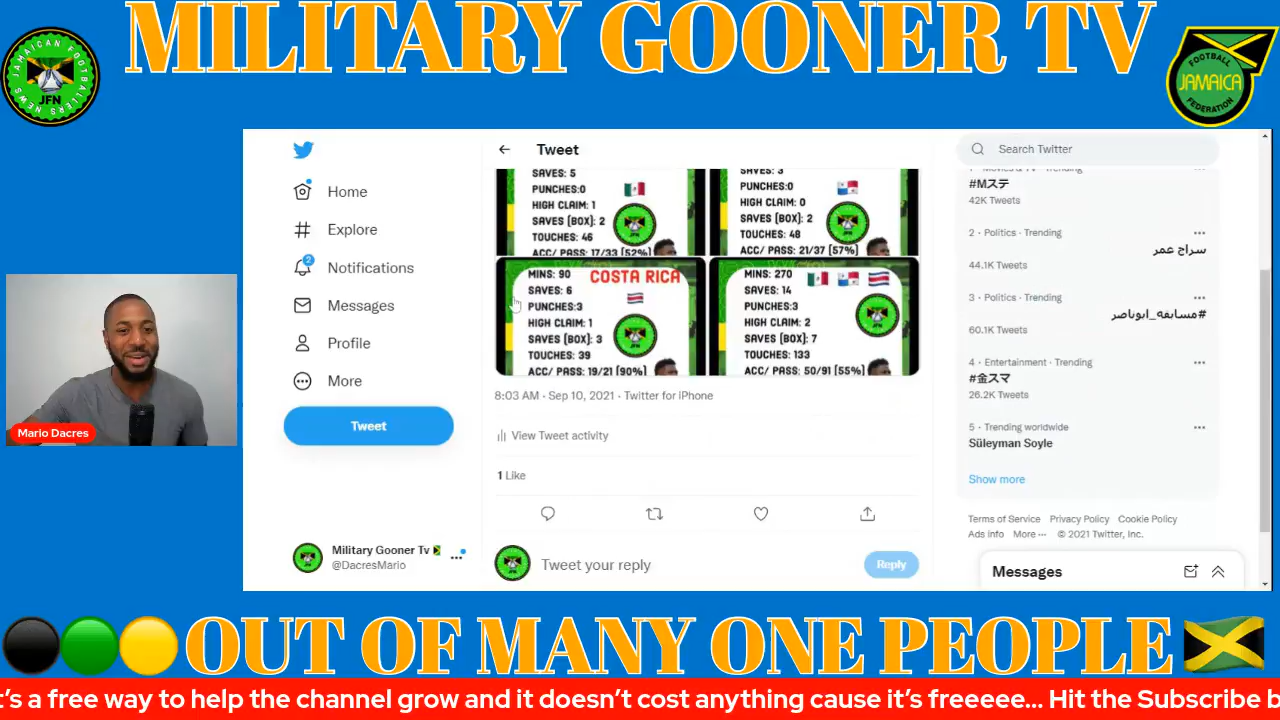 MILITARY GOONER TV
JAMAICAN FOOTBALLERS NEWS
JFN
FOOTBALL
JAMAICA
FEDERATION
Home
Explore
2
Notifications
Messages
Profile
More
Tweet
Military Gooner Tv
@DacresMario
Mario Dacres
Tweet
SAVES: 5
PUNCHES:0
HIGH CLAIM: 1
SAVES (BOX): 2
TOUCHES: 46
ACC/ PASS: 17/33 (52%)
JFN
SAVES: 3
PUNCHES:0
HIGH CLAIM: 0
SAVES (BOX): 2
TOUCHES: 48
ACC/ PASS: 21/37 (57%)
JFN
MINS: 90
COSTA RICA
SAVES: 6
PUNCHES:3
HIGH CLAIM: 1
SAVES (BOX): 3
TOUCHES: 39
ACC/ PASS: 19/21 (90%)
JFN
MINS: 270
SAVES: 14
PUNCHES:3
HIGH CLAIM: 2
SAVES (BOX): 7
TOUCHES: 133
ACC/ PASS: 50/91 (55%)
JFN
8:03 AM · Sep 10, 2021 · Twitter for iPhone
View Tweet activity
1 Like
Tweet your reply
Reply
Search Twitter
1 · Movies & TV · Trending
#Mステ
42K Tweets
2 · Politics · Trending
سراج عمر
44.1K Tweets
3 · Politics · Trending
#مسابقه_ابوناصر
60.1K Tweets
4 · Entertainment · Trending
#金スマ
26.2K Tweets
5 · Trending worldwide
Süleyman Soyle
Show more
Terms of Service Privacy Policy Cookie Policy
Ads info More ··· © 2021 Twitter, Inc.
Messages
OUT OF MANY ONE PEOPLE
t's a free way to help the channel grow and it doesn't cost anything cause it's freeeee... Hit the Subscribe b